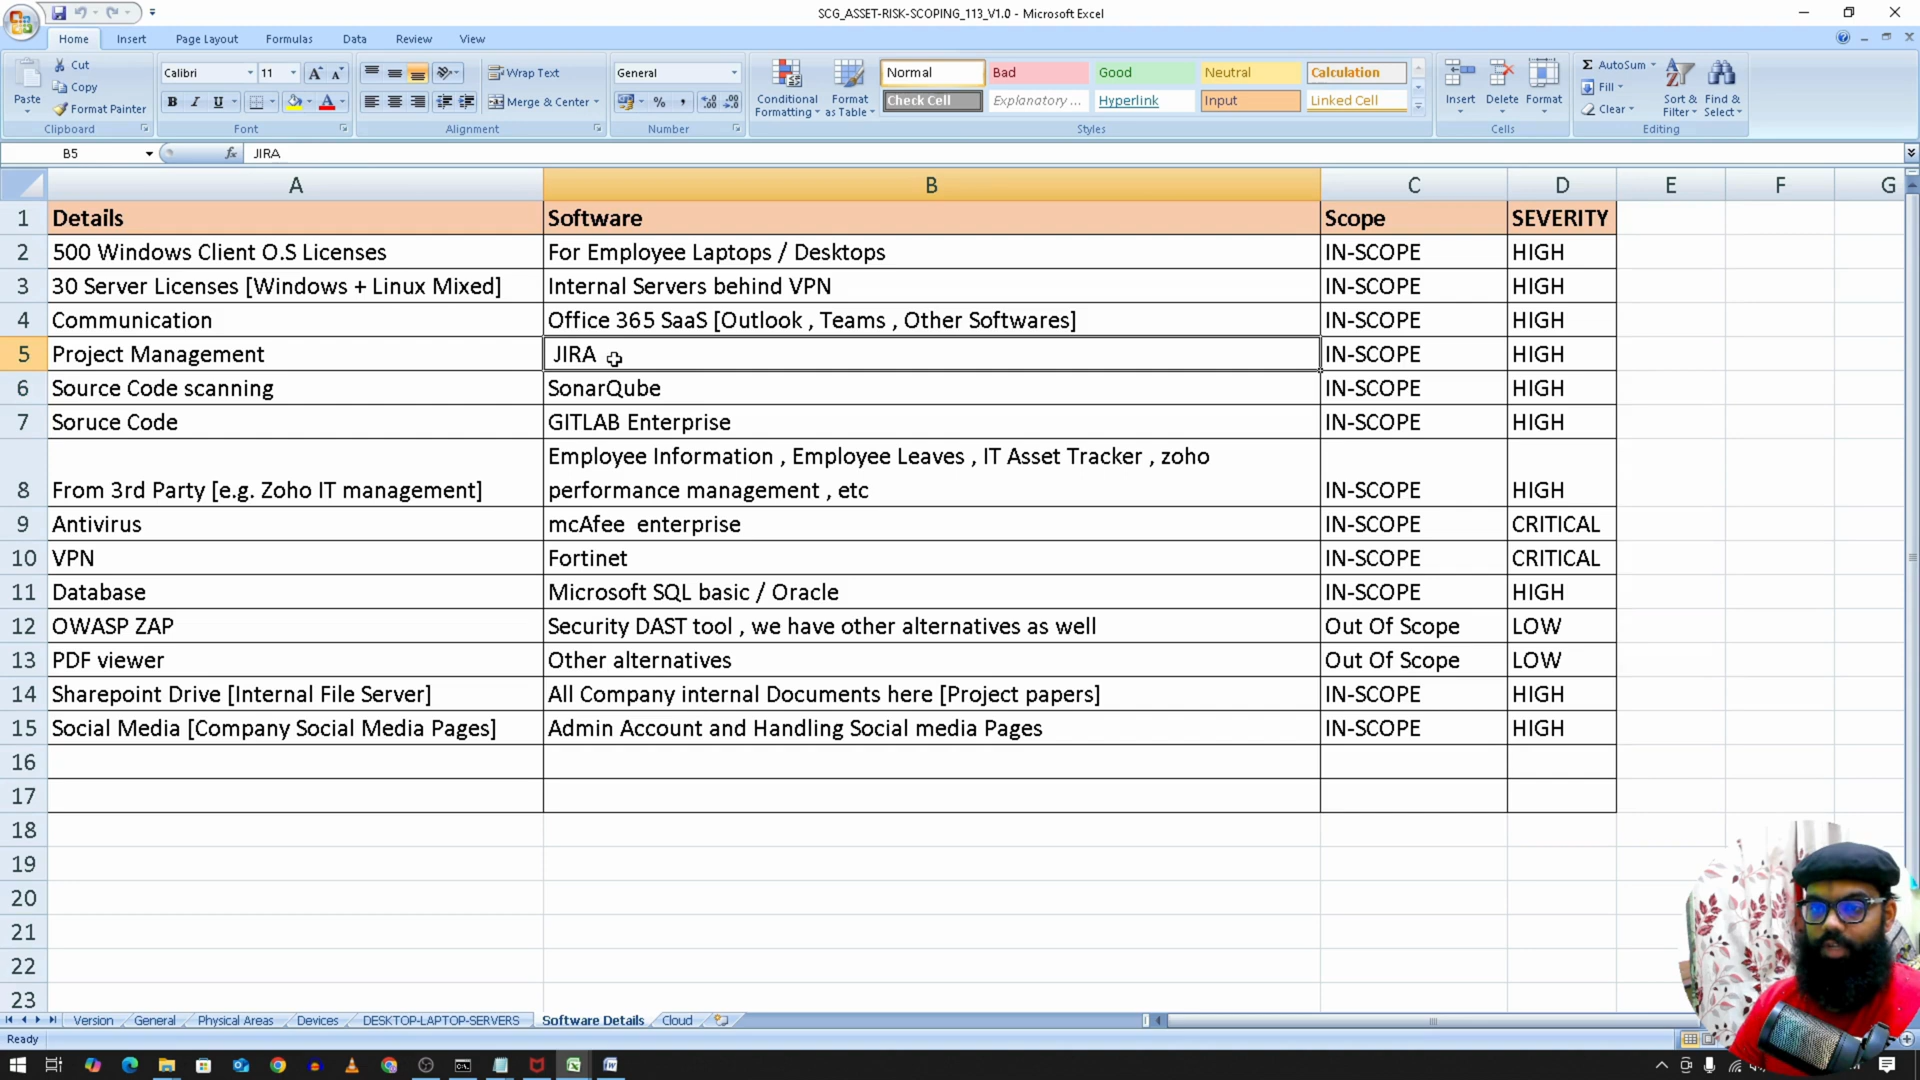 SCG_ASSET-RISK-SCOPING_113_V1.0 - Microsoft Excel
Home Insert Page Layout Formulas Data Review View
Paste Cut Copy Format Painter Clipboard
Calibri 11 Font
Wrap Text Merge & Center Alignment
General Number
Conditional Formatting Format as Table
Normal Bad Good Neutral Calculation
Check Cell Explanatory ... Hyperlink Input Linked Cell
Styles
Insert Delete Format Cells
AutoSum Fill Clear Sort & Filter Find & Select Editing
B5 fx JIRA
A B C D E F G
1 Details Software Scope SEVERITY
2 500 Windows Client O.S Licenses For Employee Laptops / Desktops IN-SCOPE HIGH
3 30 Server Licenses [Windows + Linux Mixed] Internal Servers behind VPN IN-SCOPE HIGH
4 Communication Office 365 SaaS [Outlook , Teams , Other Softwares] IN-SCOPE HIGH
5 Project Management JIRA IN-SCOPE HIGH
6 Source Code scanning SonarQube IN-SCOPE HIGH
7 Soruce Code GITLAB Enterprise IN-SCOPE HIGH
Employee Information , Employee Leaves , IT Asset Tracker , zoho
8 From 3rd Party [e.g. Zoho IT management] performance management , etc IN-SCOPE HIGH
9 Antivirus mcAfee enterprise IN-SCOPE CRITICAL
10 VPN Fortinet IN-SCOPE CRITICAL
11 Database Microsoft SQL basic / Oracle IN-SCOPE HIGH
12 OWASP ZAP Security DAST tool , we have other alternatives as well Out Of Scope LOW
13 PDF viewer Other alternatives Out Of Scope LOW
14 Sharepoint Drive [Internal File Server] All Company internal Documents here [Project papers] IN-SCOPE HIGH
15 Social Media [Company Social Media Pages] Admin Account and Handling Social media Pages IN-SCOPE HIGH
16
17
18
19
20
21
22
23
Version General Physical Areas Devices DESKTOP-LAPTOP-SERVERS Software Details Cloud
Ready